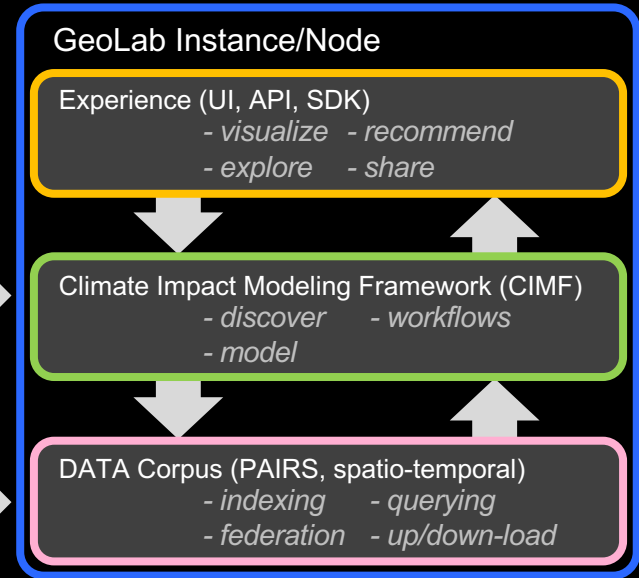 GeoLab Instance/Node
Experience (UI, API, SDK)
- visualize - recommend
- explore - share
Climate Impact Modeling Framework (CIMF)
- discover - workflows
- model
DATA Corpus (PAIRS, spatio-temporal)
- indexing - querying
- federation - up/down-load